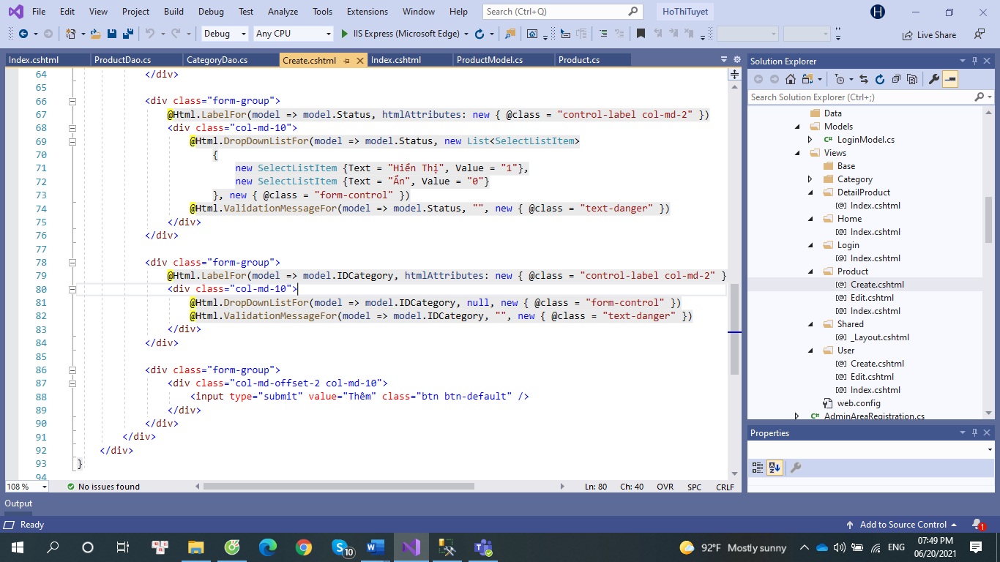 File Edit View Project Build Debug Test Analyze Tools Extensions Window Help Search (Ctrl+Q) HoThiTuyet H
Debug Any CPU IIS Express (Microsoft Edge) Live Share
Index.cshtml ProductDao.cs CategoryDao.cs Create.cshtml Index.cshtml ProductModel.cs Product.cs
64 </div>
65
66 <div class="form-group">
67 @Html.LabelFor(model => model.Status, htmlAttributes: new { @class = "control-label col-md-2" })
68 <div class="col-md-10">
69 @Html.DropDownListFor(model => model.Status, new List<SelectListItem>
70 {
71 new SelectListItem {Text = "Hiển Thị", Value = "1"},
72 new SelectListItem {Text = "Ẩn", Value = "0"}
73 }, new { @class = "form-control" })
74 @Html.ValidationMessageFor(model => model.Status, "", new { @class = "text-danger" })
75 </div>
76 </div>
77
78 <div class="form-group">
79 @Html.LabelFor(model => model.IDCategory, htmlAttributes: new { @class = "control-label col-md-2" }
80 <div class="col-md-10">
81 @Html.DropDownListFor(model => model.IDCategory, null, new { @class = "form-control" })
82 @Html.ValidationMessageFor(model => model.IDCategory, "", new { @class = "text-danger" })
83 </div>
84 </div>
85
86 <div class="form-group">
87 <div class="col-md-offset-2 col-md-10">
88 <input type="submit" value="Thêm" class="btn btn-default" />
89 </div>
90 </div>
91 </div>
92 </div>
93 }
94
108 % No issues found Ln: 80 Ch: 40 OVR SPC CRLF
Solution Explorer
Search Solution Explorer (Ctrl+;)
Data
Models
C# LoginModel.cs
Views
Base
Category
DetailProduct
[@] Index.cshtml
Home
[@] Index.cshtml
Login
[@] Index.cshtml
Product
[@] Create.cshtml
[@] Edit.cshtml
[@] Index.cshtml
Shared
[@] _Layout.cshtml
User
[@] Create.cshtml
[@] Edit.cshtml
[@] Index.cshtml
web.config
C# AdminAreaRegistration.cs
Properties
Output
Ready Add to Source Control 1
10 92°F Mostly sunny ENG 07:49 PM
06/20/2021